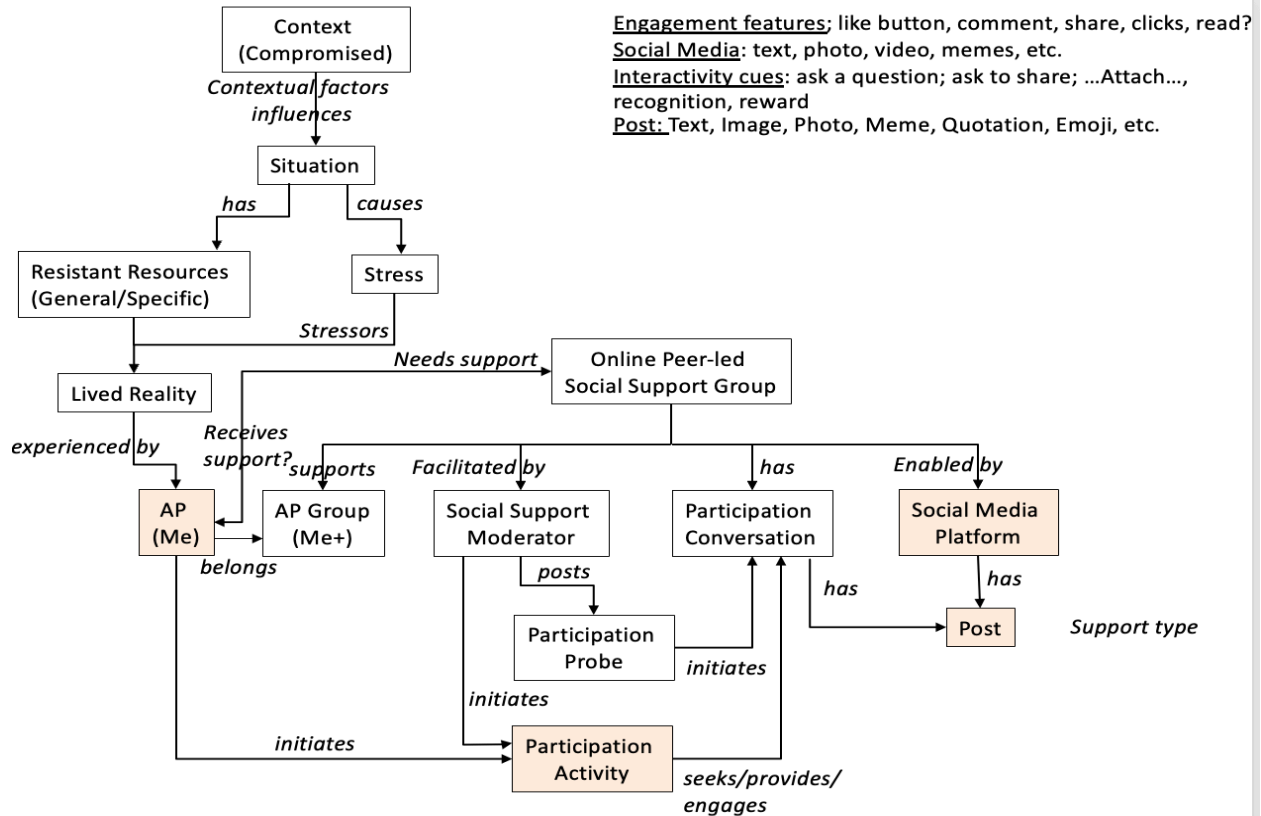 Context
(Compromised)
Engagement features; like button, comment, share, clicks, read?
Social Media: text, photo, video, memes, etc.
Interactivity cues: ask a question; ask to share; ...Attach...,
recognition, reward
Post: Text, Image, Photo, Meme, Quotation, Emoji, etc.
Contextual factors
influences
Situation
has
causes
Resistant Resources
(General/Specific)
Stress
Stressors
Needs support
Online Peer-led
Social Support Group
Lived Reality
experienced by
Receives
support?
supports
Facilitated by
has
Enabled by
AP
(Me)
AP Group
(Me+)
Social Support
Moderator
Participation
Conversation
Social Media
Platform
belongs
posts
has
has
Participation
Probe
Post
Support type
initiates
initiates
initiates
Participation
Activity
seeks/provides/
engages